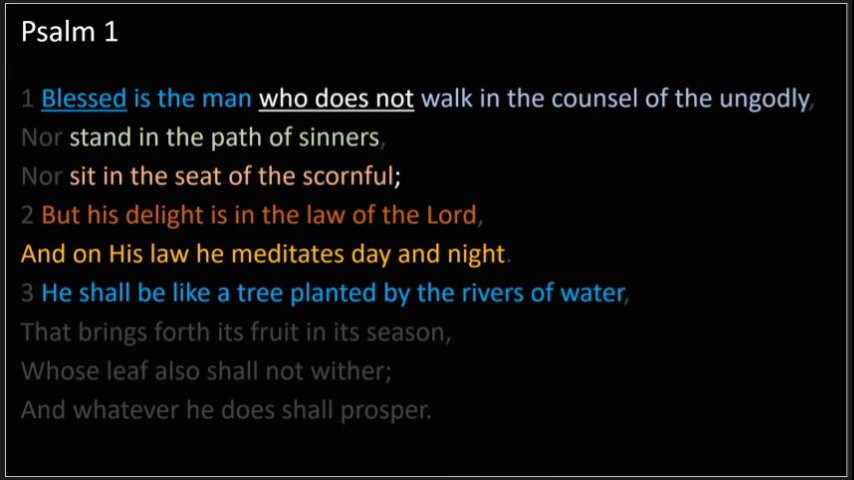 Psalm 1
1 Blessed is the man who does not walk in the counsel of the ungodly,
Nor stand in the path of sinners,
Nor sit in the seat of the scornful;
2 But his delight is in the law of the Lord,
And on His law he meditates day and night.
3 He shall be like a tree planted by the rivers of water,
That brings forth its fruit in its season,
Whose leaf also shall not wither;
And whatever he does shall prosper.